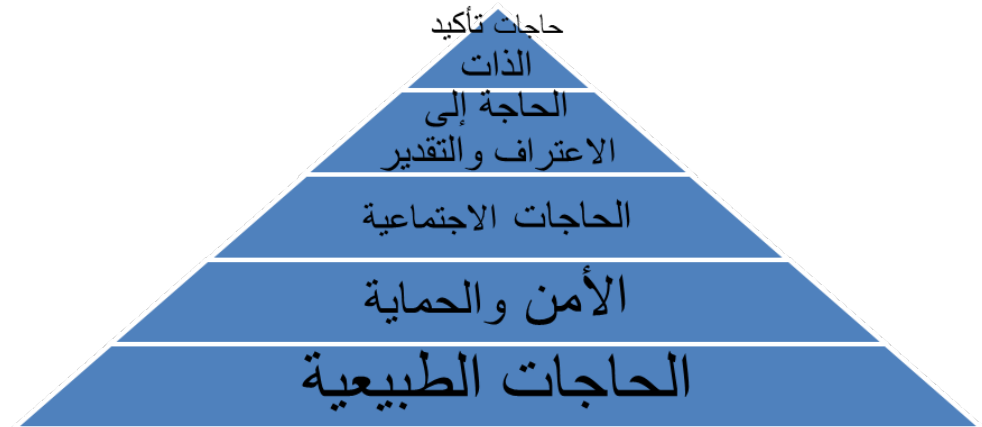 حاجات تأكيد
الذات
الحاجة إلى
الاعتراف والتقدير
الحاجات الاجتماعية
الأمن والحماية
الحاجات الطبيعية